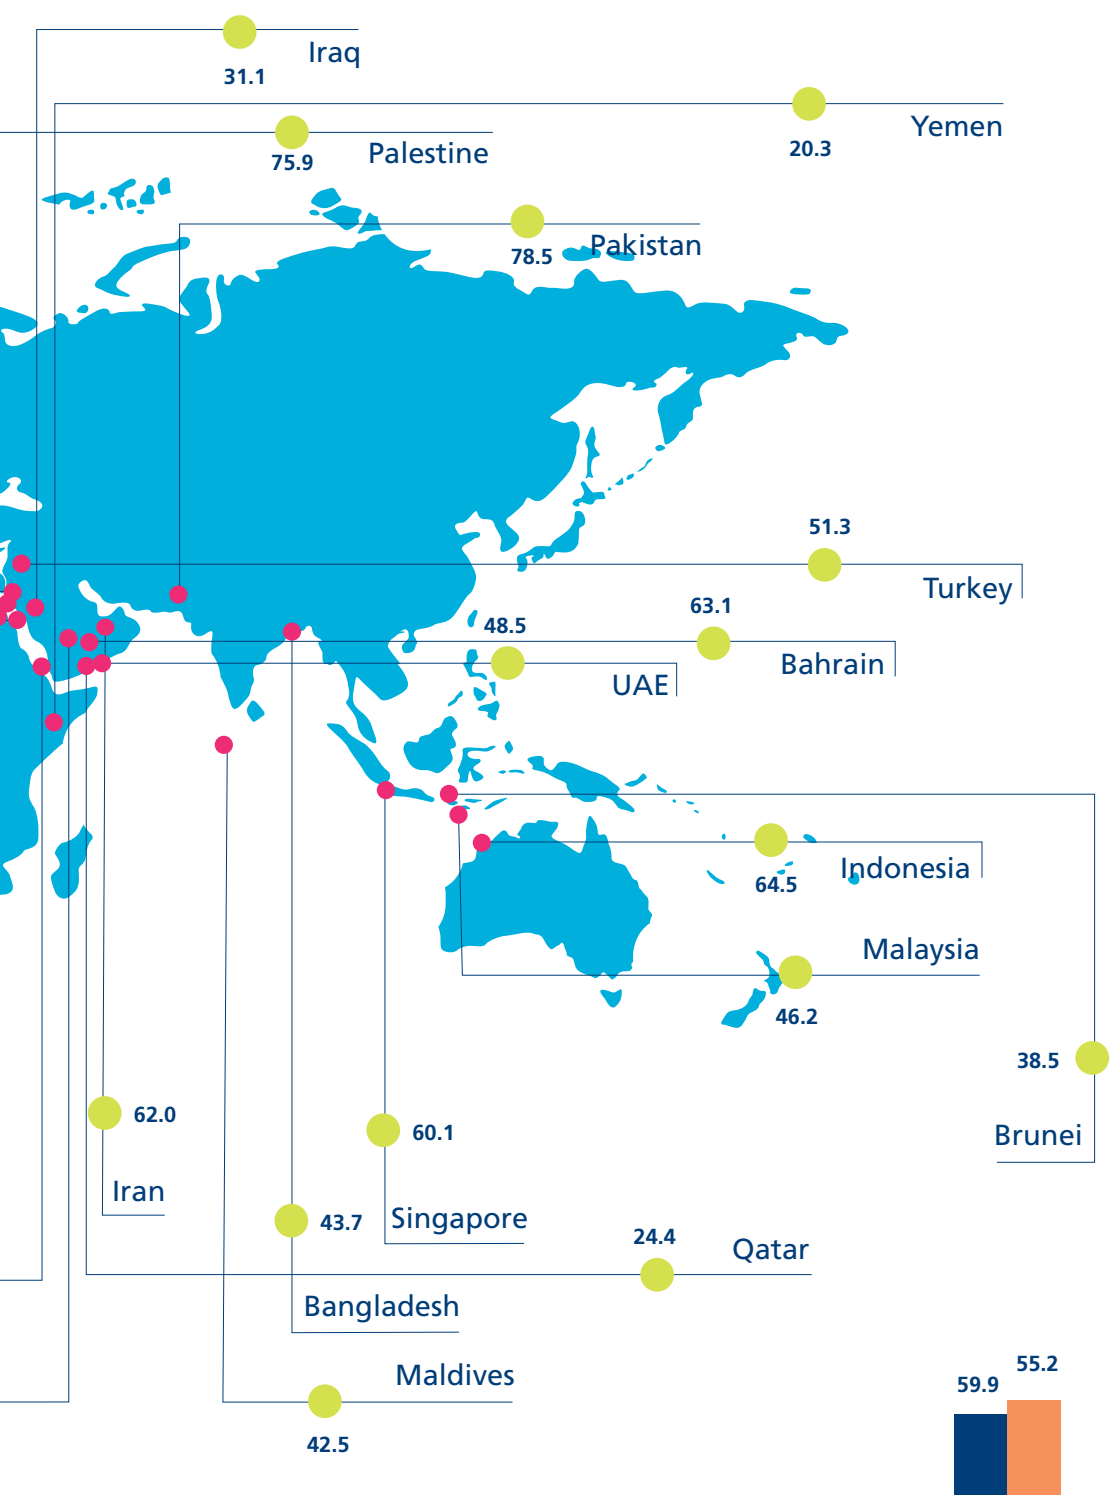 Iraq
31.1
Yemen
20.3
Palestine
75.9
Pakistan
78.5
51.3
Turkey
63.1
Bahrain
48.5
UAE
Indonesia
64.5
Malaysia
46.2
38.5
Brunei
62.0
Iran
60.1
Singapore
43.7
Bangladesh
24.4
Qatar
Maldives
42.5
59.9
55.2